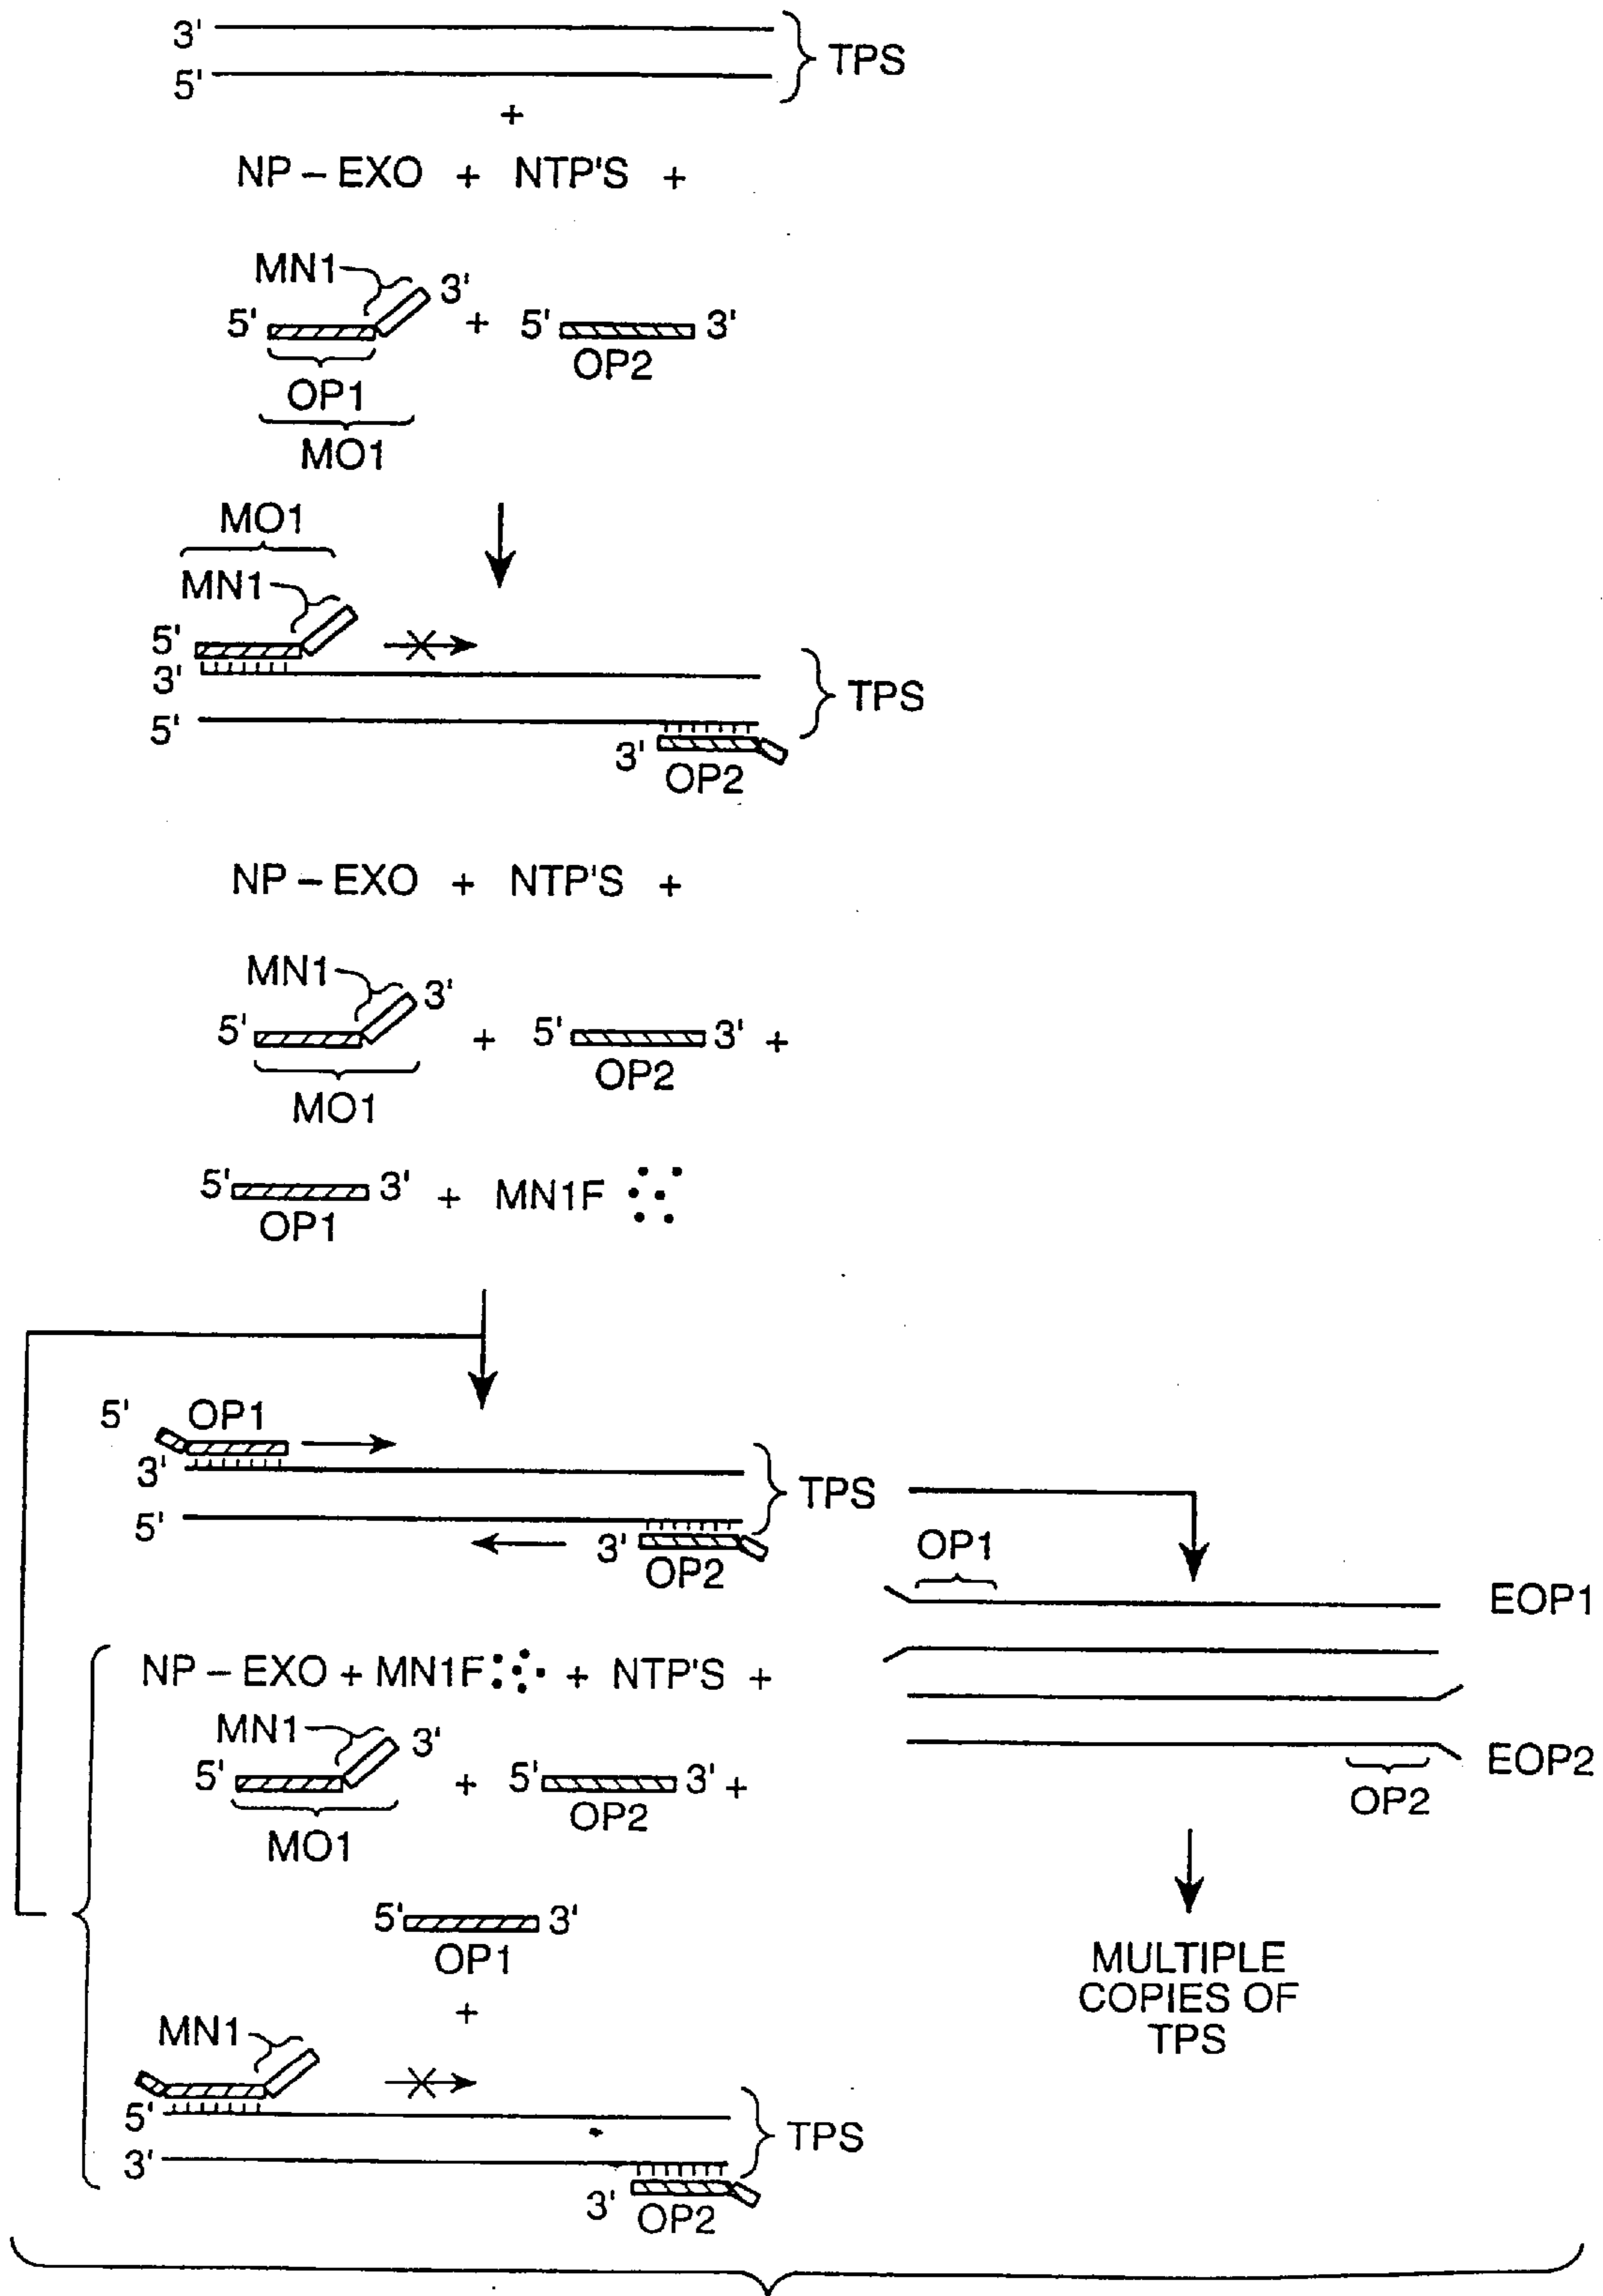 3'
TPS
5'
+
NP – EXO + NTP'S +
MN1
3'
5' + 5' 3'
OP1 OP2
MO1
MO1
MN1
5'
3'
TPS
5'
3'
OP2
NP – EXO + NTP'S +
MN1
3'
5' + 5' 3' +
OP2
MO1
5' 3' + MN1F
OP1
5' OP1
3'
TPS
5'
3'
OP2
OP1
EOP1
NP – EXO + MN1F + NTP'S +
MN1
3'
5' + 5' 3' +
OP2
MO1
EOP2
OP2
5' 3'
OP1
+
MULTIPLE
COPIES OF
TPS
MN1
5'
TPS
3'
3'
OP2